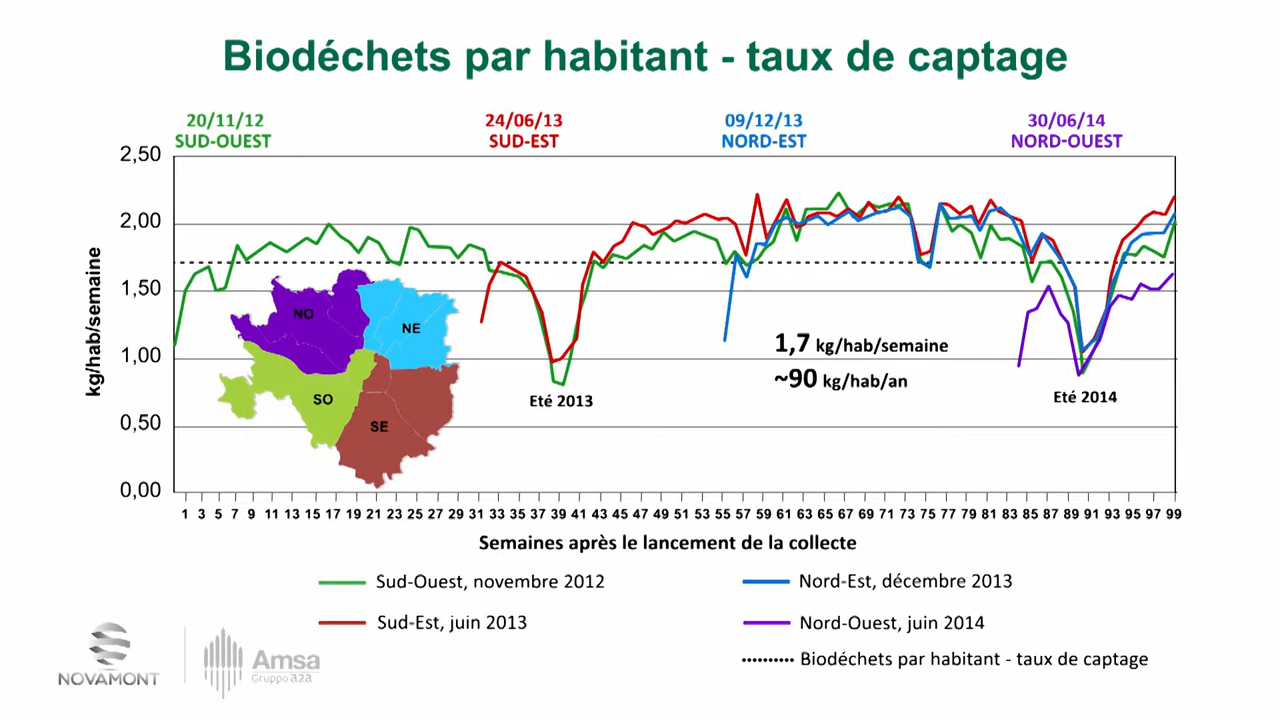 Biodéchets par habitant - taux de captage
20/11/12
SUD-OUEST
24/06/13
SUD-EST
09/12/13
NORD-EST
30/06/14
NORD-OUEST
2,50
2,00
1,50
1,00
0,50
0,00
kg/hab/semaine
NO
NE
SO
SE
Eté 2013
1,7 kg/hab/semaine
~90 kg/hab/an
Eté 2014
1 3 5 7 9 11 13 15 17 19 21 23 25 27 29 31 33 35 37 39 41 43 45 47 49 51 53 55 57 59 61 63 65 67 69 71 73 75 77 79 81 83 85 87 89 91 93 95 97 99
Semaines après le lancement de la collecte
Sud-Ouest, novembre 2012
Nord-Est, décembre 2013
Sud-Est, juin 2013
Nord-Ouest, juin 2014
Biodéchets par habitant - taux de captage
NOVAMONT
Amsa
Gruppo a2a